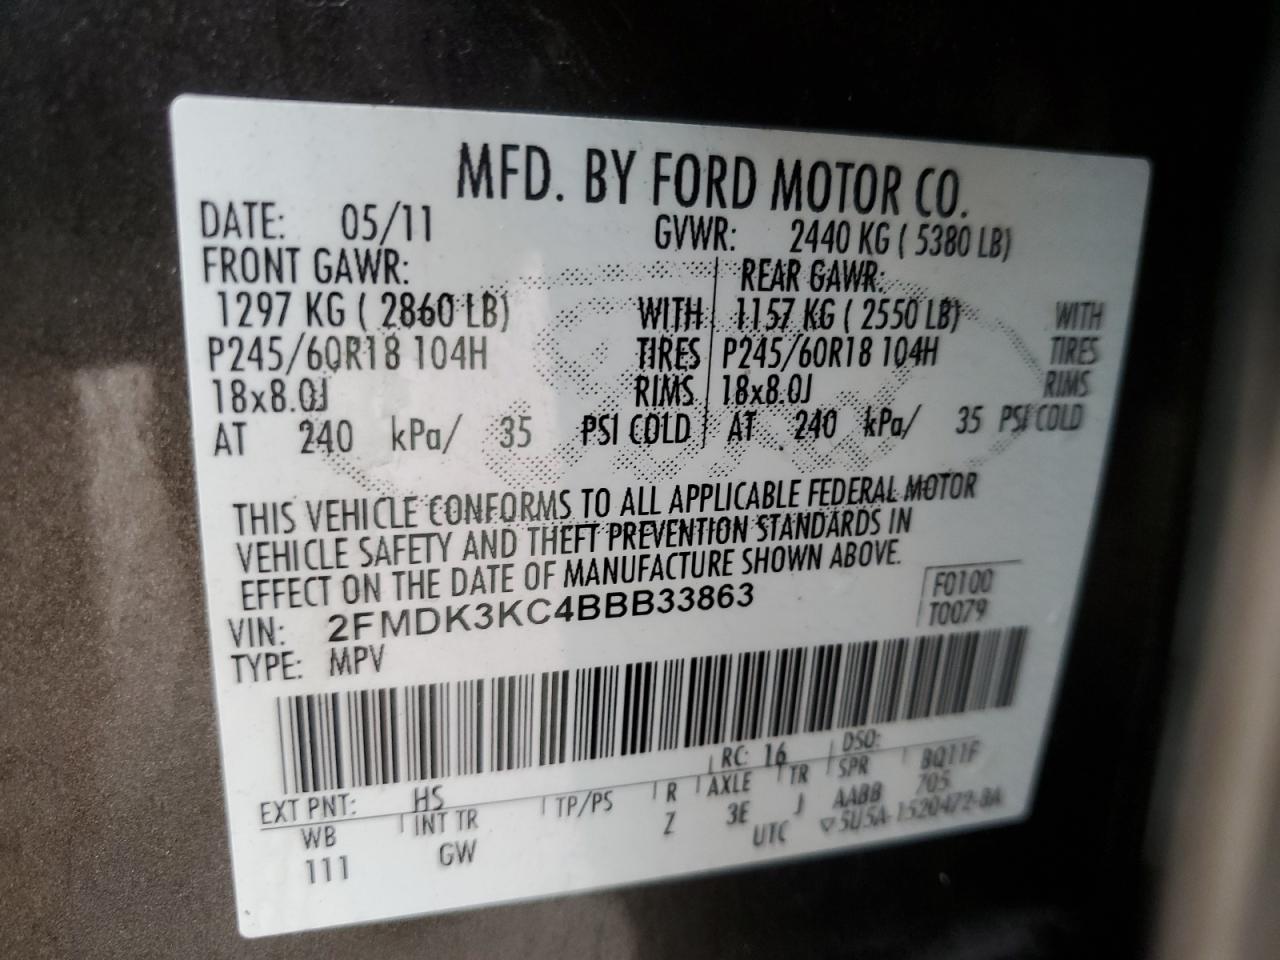 MFD. BY FORD MOTOR CO.
DATE: 05/11 GVWR: 2440 KG ( 5380 LB)
FRONT GAWR: REAR GAWR:
1297 KG ( 2860 LB) WITH 1157 KG ( 2550 LB) WITH
P245/60R18 104H TIRES P245/60R18 104H TIRES
18x8.0J RIMS 18x8.0J RIMS
AT 240 kPa/ 35 PSI COLD AT 240 kPa/ 35 PSI COLD
THIS VEHICLE CONFORMS TO ALL APPLICABLE FEDERAL MOTOR
VEHICLE SAFETY AND THEFT PREVENTION STANDARDS IN
EFFECT ON THE DATE OF MANUFACTURE SHOWN ABOVE.
VIN: 2FMDK3KC4BBB33863 F0100
TYPE: MPV T0079
EXT PNT: HS RC: 16 DSO:
WB INT TR TP/PS R AXLE TR SPR BQ11F
111 GW Z 3E J AABB 705
UTC ▽5U5A-1520472-BA